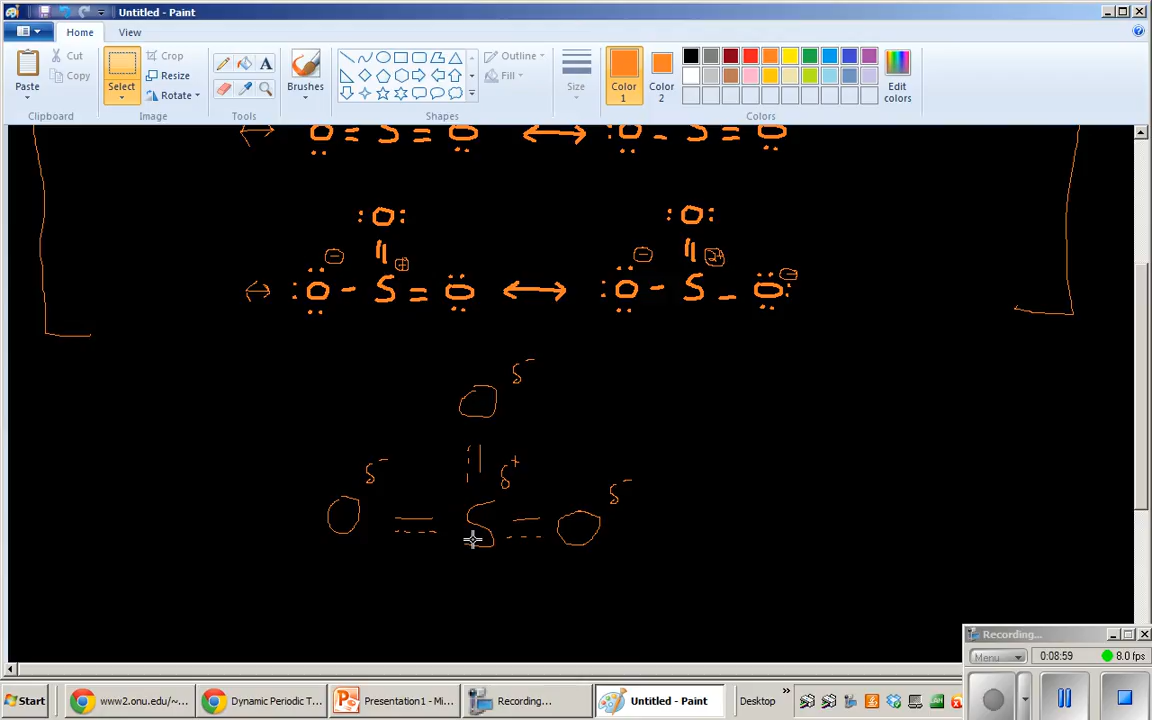 Untitled - Paint
Home View
Cut
Copy
Paste
Clipboard
Crop
Resize
Rotate
Select
Image
Tools
Brushes
Shapes
Outline
Fill
Size
Color 1
Color 2
Edit colors
Colors
↔ O = S = O ↔ :O - S = O
:O: :O:
− || + − || 2+ −
↔ :O - S = O ↔ :O - S - O:
O δ−
δ− || δ+ δ−
O = S = O
Recording...
Menu 0:08:59 8.0 fps
Start www2.onu.edu/~... Dynamic Periodic T... Presentation1 - Mi... Recording... Untitled - Paint Desktop »